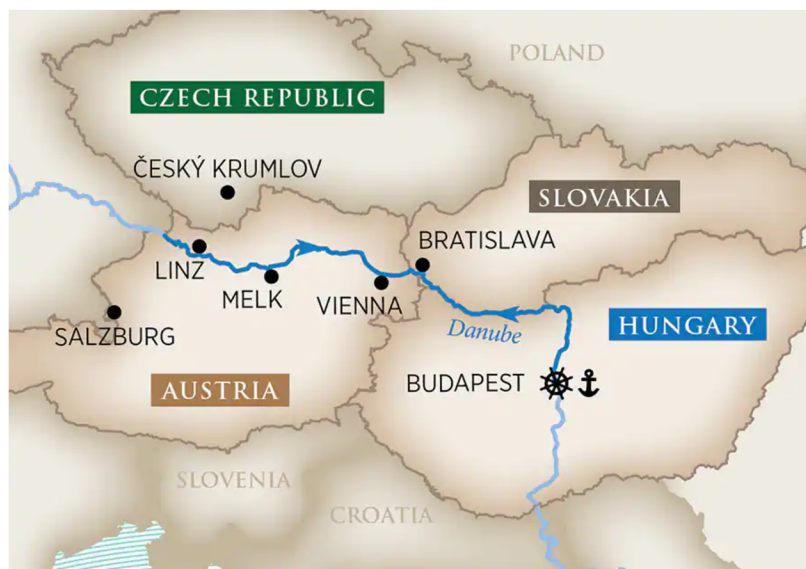 POLAND
CZECH REPUBLIC
ČESKÝ KRUMLOV
SLOVAKIA
BRATISLAVA
LINZ
MELK
VIENNA
SALZBURG
Danube
HUNGARY
BUDAPEST
AUSTRIA
SLOVENIA
CROATIA